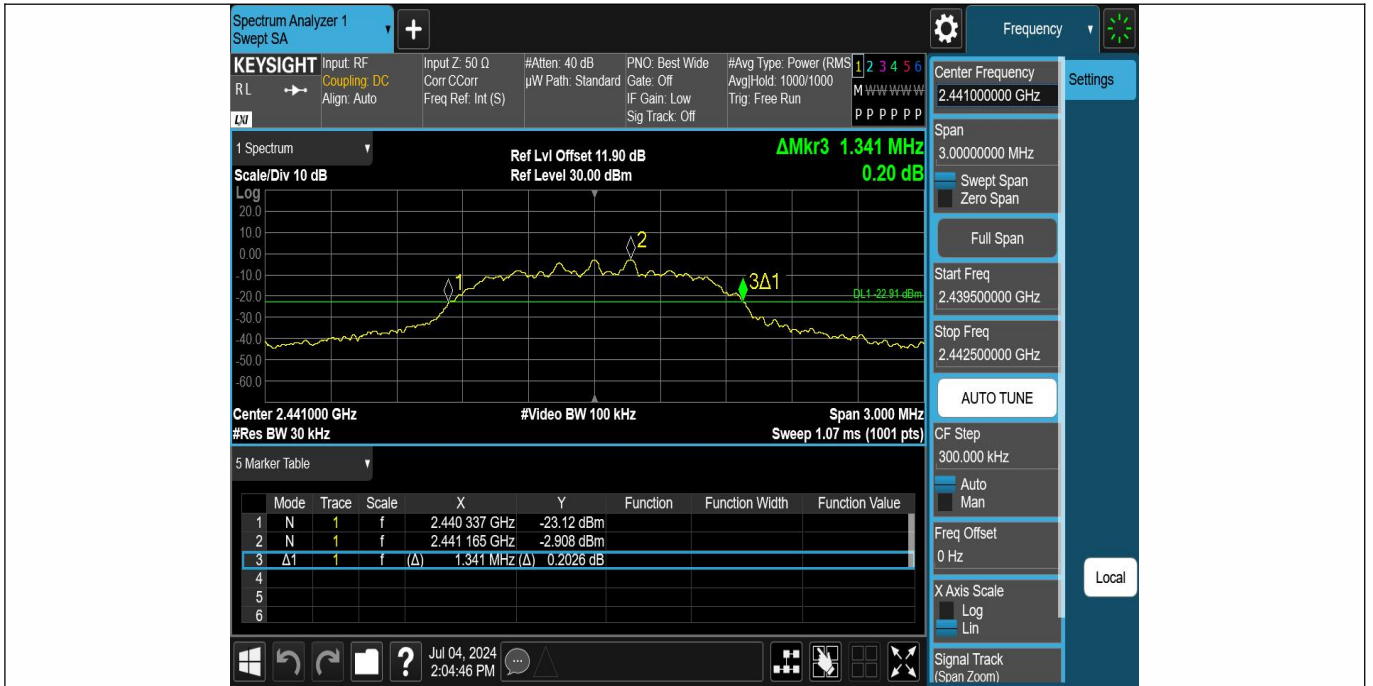 Spectrum Analyzer 1
Swept SA
+
Frequency
KEYSIGHT
R L
LXI
Input: RF
Coupling: DC
Align: Auto
Input Z: 50 Ω
Corr CCorr
Freq Ref: Int (S)
#Atten: 40 dB
µW Path: Standard
PNO: Best Wide
Gate: Off
IF Gain: Low
Sig Track: Off
#Avg Type: Power (RMS
Avg|Hold: 1000/1000
Trig: Free Run
1 2 3 4 5 6
M W W W W W
P P P P P P
1 Spectrum
Scale/Div 10 dB
Ref Lvl Offset 11.90 dB
Ref Level 30.00 dBm
ΔMkr3 1.341 MHz
0.20 dB
Log
20.0
10.0
0.00
-10.0
-20.0
-30.0
-40.0
-50.0
-60.0
1
2
3Δ1
DL1 -22.91 dBm
Center 2.441000 GHz
#Video BW 100 kHz
Span 3.000 MHz
#Res BW 30 kHz
Sweep 1.07 ms (1001 pts)
5 Marker Table
Mode Trace Scale X Y Function Function Width Function Value
1 N 1 f 2.440 337 GHz -23.12 dBm
2 N 1 f 2.441 165 GHz -2.908 dBm
3 Δ1 1 f (Δ) 1.341 MHz (Δ) 0.2026 dB
4
5
6
Center Frequency
2.441000000 GHz
Settings
Span
3.00000000 MHz
Swept Span
Zero Span
Full Span
Start Freq
2.439500000 GHz
Stop Freq
2.442500000 GHz
AUTO TUNE
CF Step
300.000 kHz
Auto
Man
Freq Offset
0 Hz
X Axis Scale
Log
Lin
Signal Track
(Span Zoom)
Local
?
Jul 04, 2024
2:04:46 PM